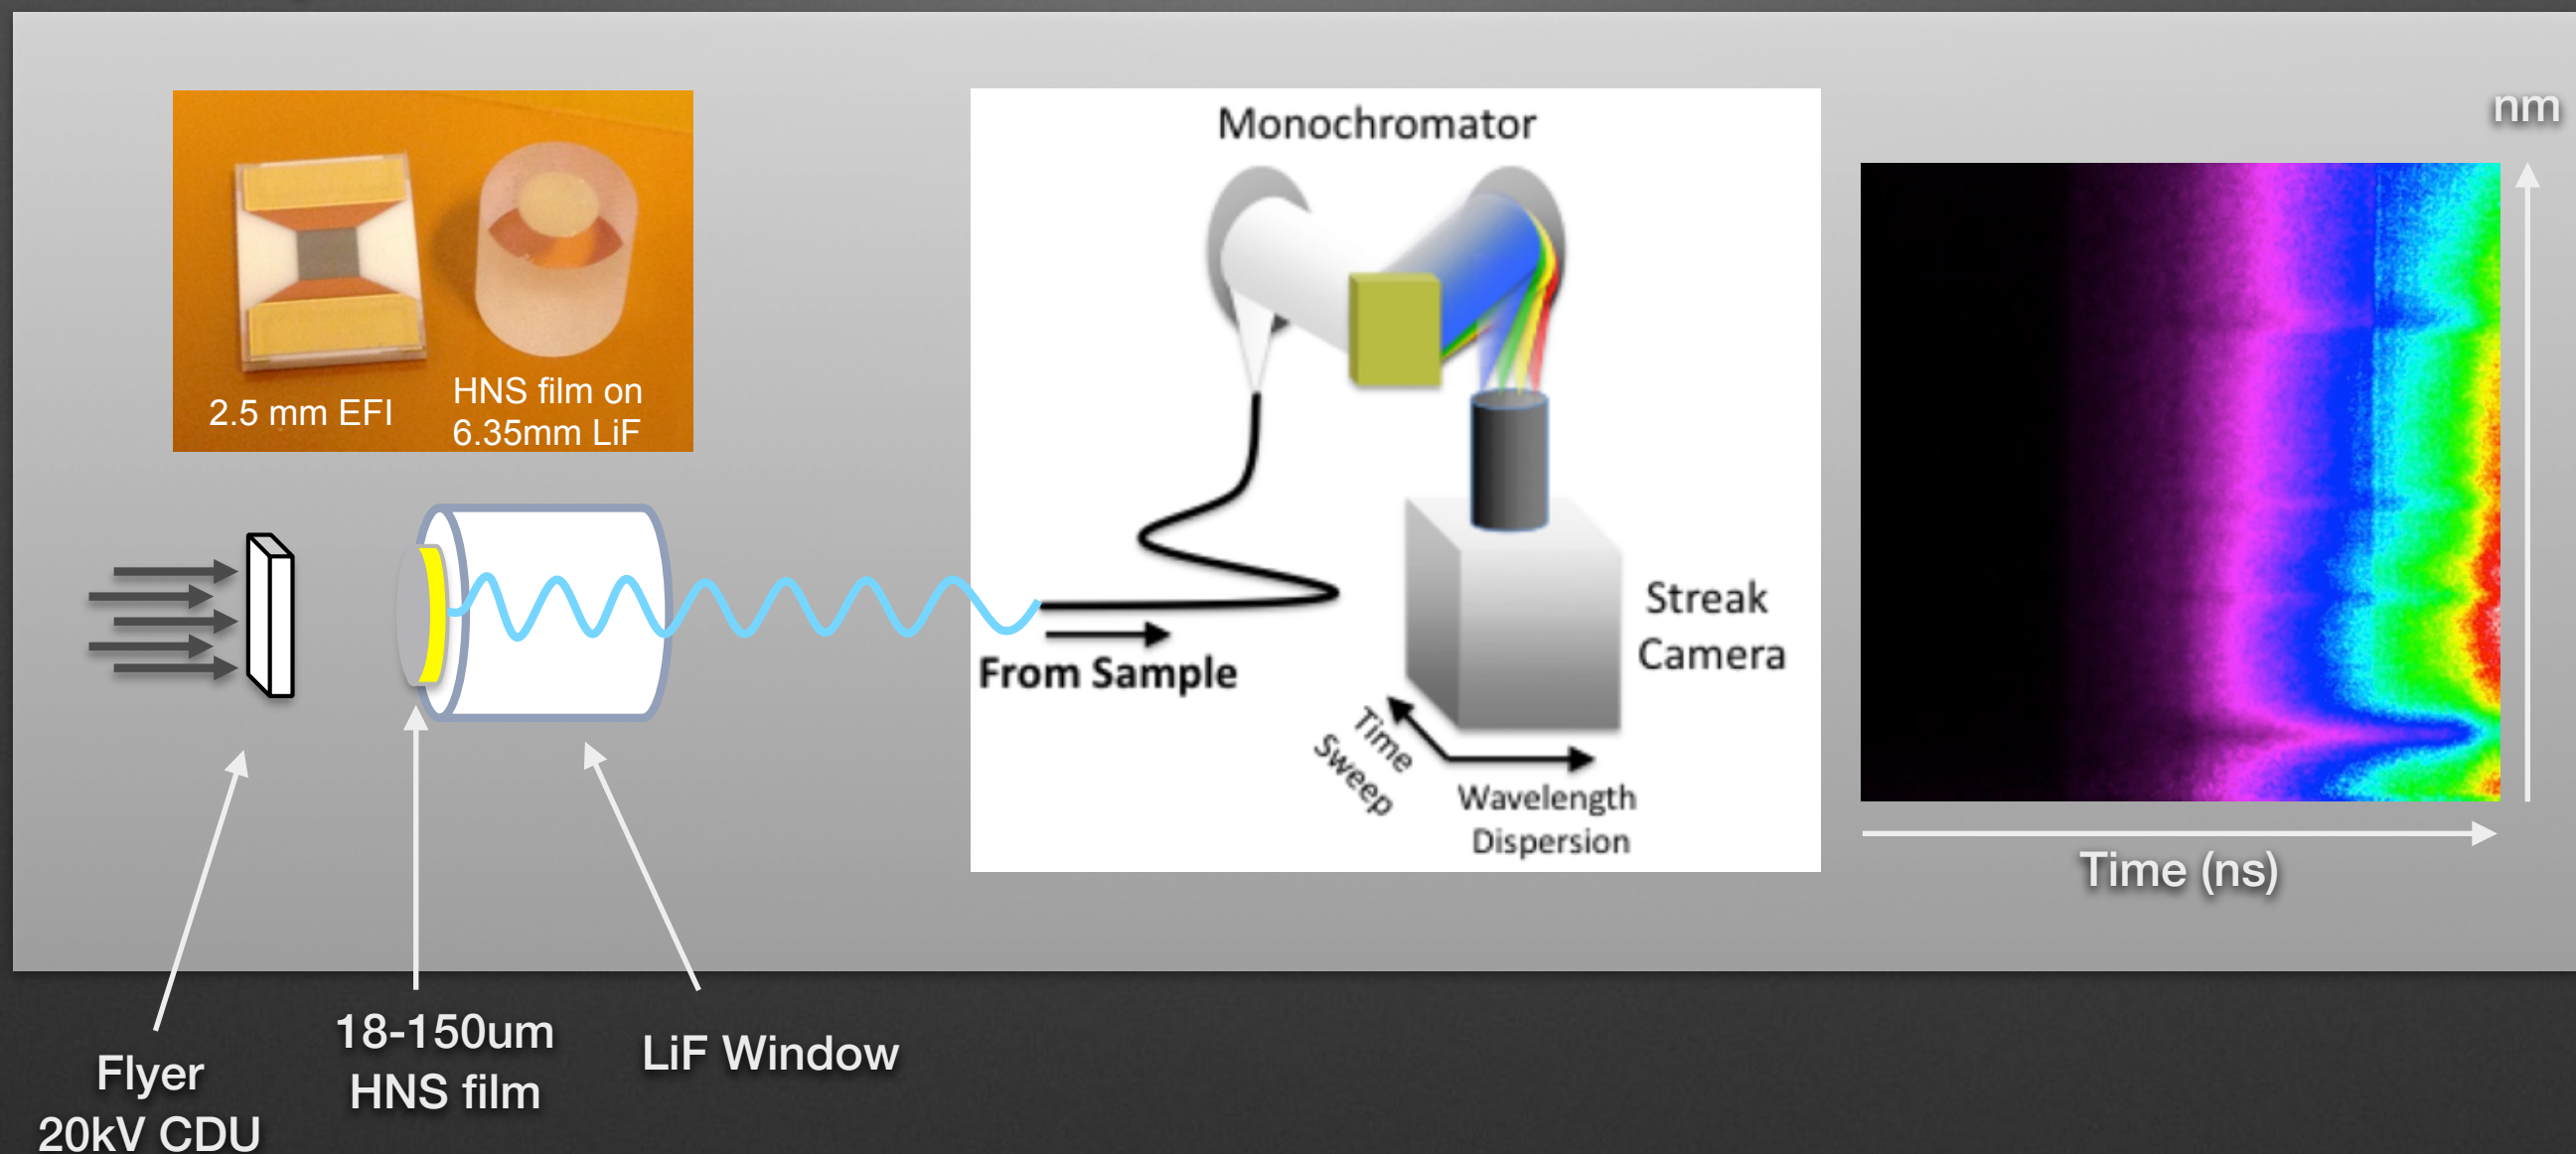 2.5 mm EFI
HNS film on
6.35mm LiF
Monochromator
From Sample
Streak
Camera
Time
Sweep
Wavelength
Dispersion
nm
Time (ns)
Flyer
20kV CDU
18-150um
HNS film
LiF Window